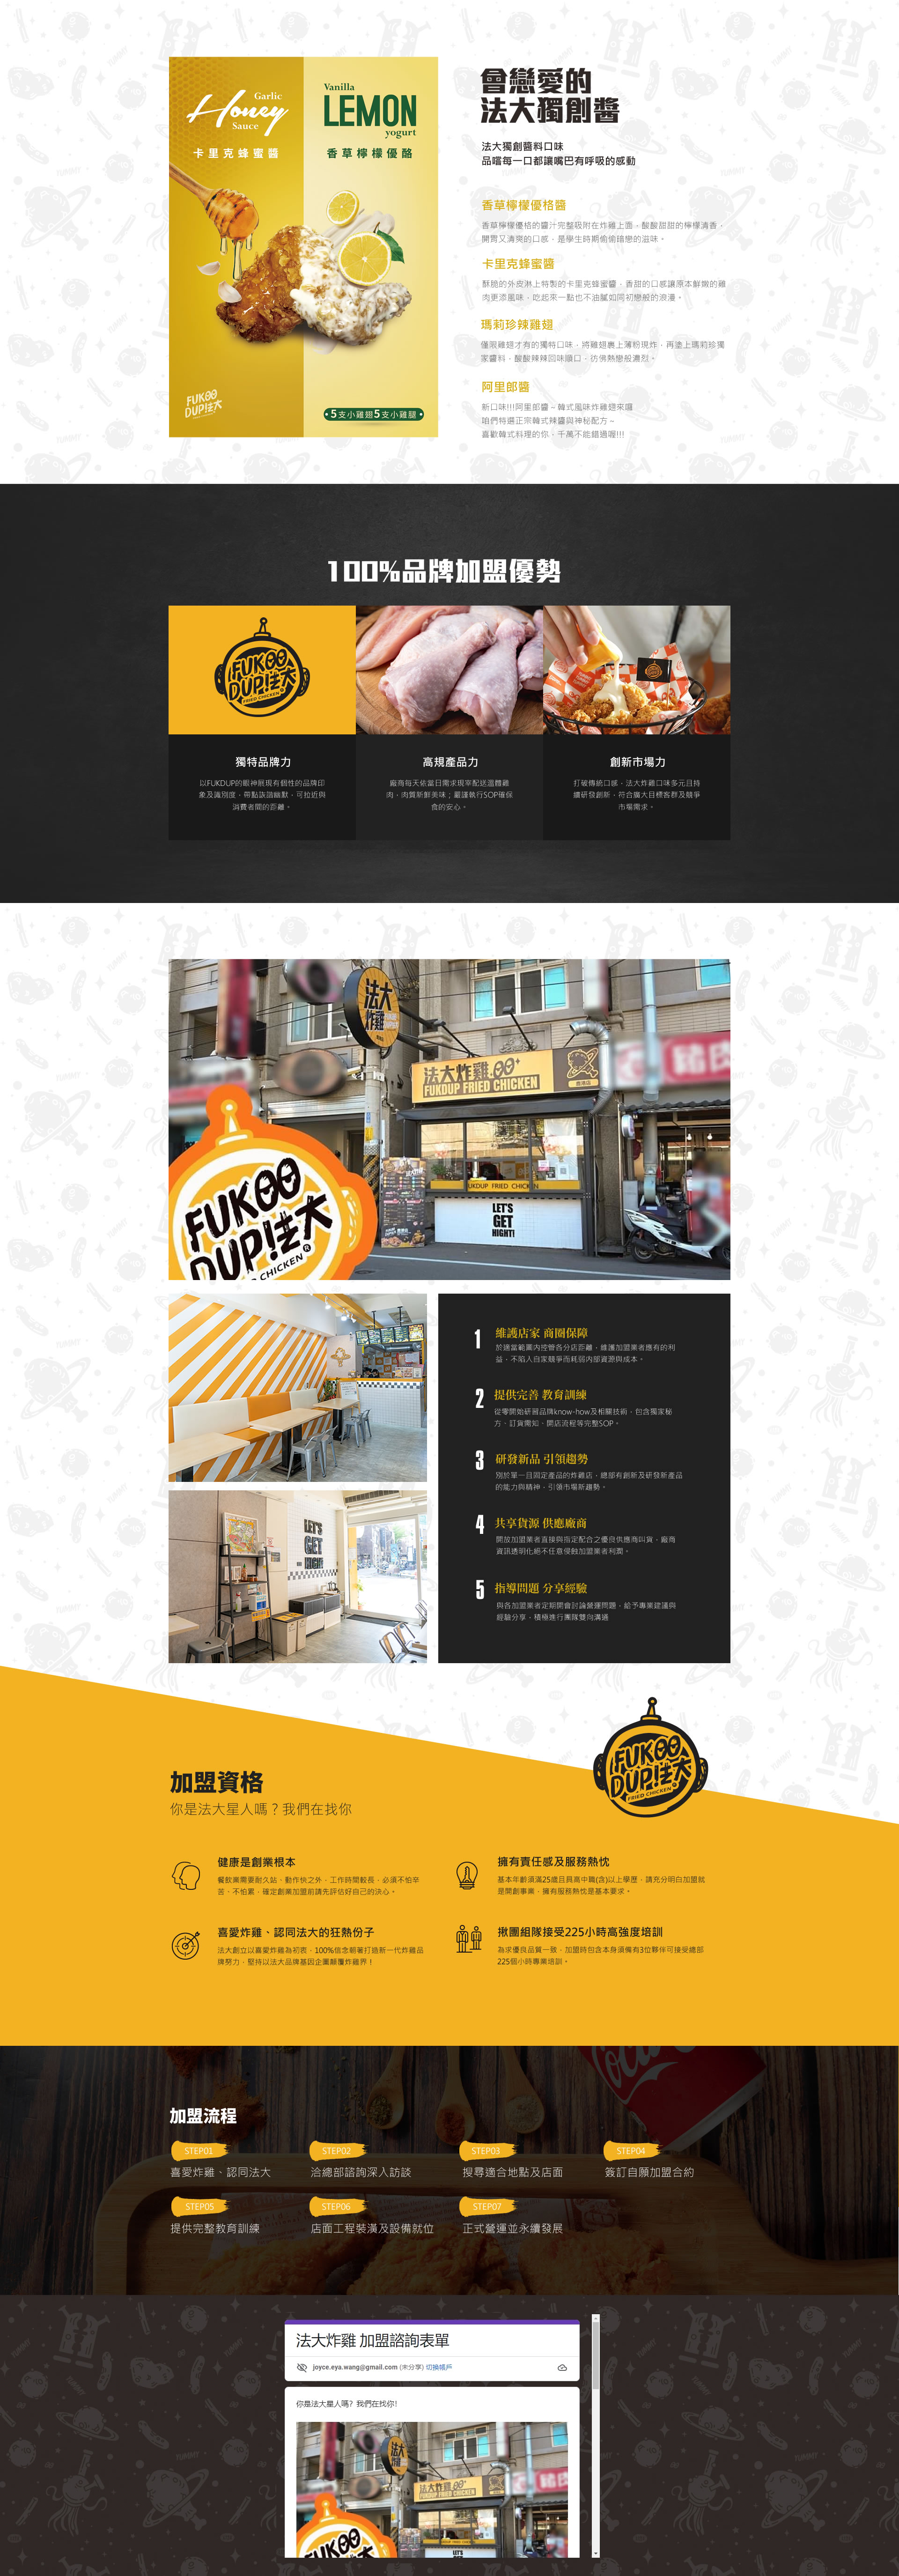 Garlic
Honey
Sauce
卡里克蜂蜜醬
Vanilla
LEMON
yogurt
香草檸檬優酪
FUKOO
DUP!法大
•5支小雞翅5支小雞腿•
會戀愛的
法大獨創醬
法大獨創醬料口味
品嚐每一口都讓嘴巴有呼吸的感動
香草檸檬優格醬
香草檸檬優格的醬汁完整吸附在炸雞上面，酸酸甜甜的檸檬清香，
開胃又清爽的口感，是學生時期偷偷暗戀的滋味。
卡里克蜂蜜醬
酥脆的外皮淋上特製的卡里克蜂蜜醬，香甜的口感讓原本鮮嫩的雞
肉更添風味，吃起來一點也不油膩如同初戀般的浪漫。
瑪莉珍辣雞翅
僅限雞翅才有的獨特口味，將雞翅裹上薄粉現炸，再塗上瑪莉珍獨
家醬料，酸酸辣辣回味順口，彷彿熱戀般濃烈。
阿里郎醬
新口味!!!阿里郎醬－韓式風味炸雞翅來囉
咱們特選正宗韓式辣醬與神秘配方～
喜歡韓式料理的你，千萬不能錯過喔!!!
100%品牌加盟優勢
FUKOO
DUP!法大
FRIED CHICKEN
獨特品牌力
以FUKDUP的眼神展現有個性的品牌印
象及識別度，帶點詼諧幽默，可拉近與
消費者間的距離。
高規產品力
廠商每天依當日需求現宰配送溫體雞
肉，肉質新鮮美味；嚴謹執行SOP確保
食的安心。
創新市場力
打破傳統口感，法大炸雞口味多元且持
續研發創新，符合廣大目標客群及競爭
市場需求。
法大
炸雞
法大炸雞
FUKDUP FRIED CHICKEN
UKDUP FRIED CHICKEN
LET'S
GET
HIGHT!
FUKOO
DUP!法大
CHICKEN
LET'S
GET
HIGHT!
1
維護店家 商圈保障
於適當範圍內控管各分店距離，維護加盟業者應有的利
益，不陷入自家競爭而耗弱內部資源與成本。
2
提供完善 教育訓練
從零開始研習品牌know-how及相關技術，包含獨家秘
方、訂貨需知、開店流程等完整SOP。
3
研發新品 引領趨勢
別於單一目固定產品的炸雞店，總部有創新及研發新產品
的能力與精神，引領市場新趨勢。
4
共享貨源 供應廠商
開放加盟業者直接與指定配合之優良供應商叫貨，廠商
資訊透明化絕不任意侵蝕加盟業者利潤。
5
指導問題 分享經驗
與各加盟業者定期開會討論營運問題，給予專業建議與
經驗分享，積極進行團隊雙向溝通
FUKOO
DUP!法大
FRIED CHICKEN
加盟資格
你是法大星人嗎？我們在找你
健康是創業根本
餐飲業需要耐久站、動作快之外，工作時間較長，必須不怕辛
苦、不怕累，確定創業加盟前請先評估好自己的決心。
擁有責任感及服務熱忱
基本年齡須滿25歲且具高中職(含)以上學歷，請充分明白加盟就
是開創事業，擁有服務熱忱是基本要求。
喜愛炸雞、認同法大的狂熱份子
法大創立以喜愛炸雞為初衷，100%信念朝著打造新一代炸雞品
牌努力，堅持以法大品牌基因企圖顛覆炸雞界！
揪團組隊接受225小時高強度培訓
為求優良品質一致，加盟時包含本身須備有3位夥伴可接受總部
225個小時專業培訓。
加盟流程
STEP01
喜愛炸雞、認同法大
STEP02
洽總部諮詢深入訪談
STEP03
搜尋適合地點及店面
STEP04
簽訂自願加盟合約
STEP05
提供完整教育訓練
STEP06
店面工程裝潢及設備就位
STEP07
正式營運並永續發展
法大炸雞 加盟諮詢表單
joyce.eya.wang@gmail.com (未分享) 切換帳戶
你是法大星人嗎? 我們在找你!
法大炸雞
FUKDUP FRIED CHICKEN
LET'S
GET
FUKOO